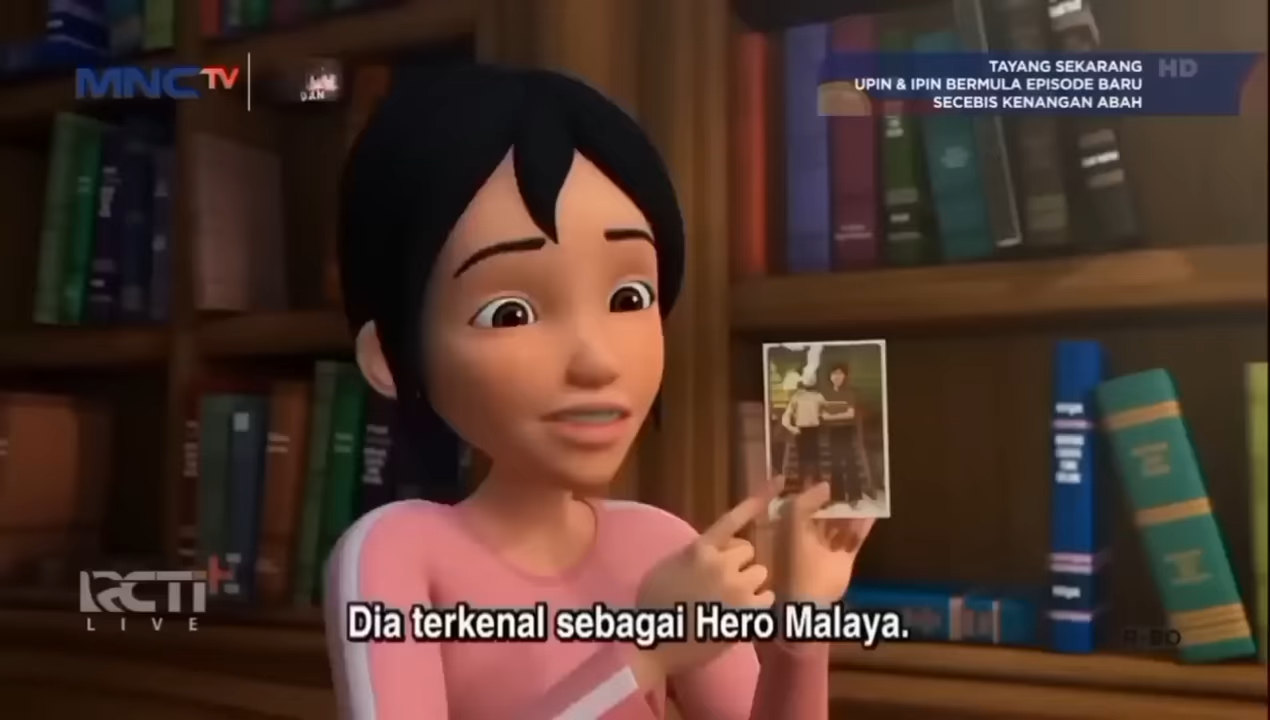 MNCTV
TAYANG SEKARANG
HD
UPIN & IPIN BERMULA EPISODE BARU
SECEBIS KENANGAN ABAH
RCTI+
LIVE
Dia terkenal sebagai Hero Malaya.